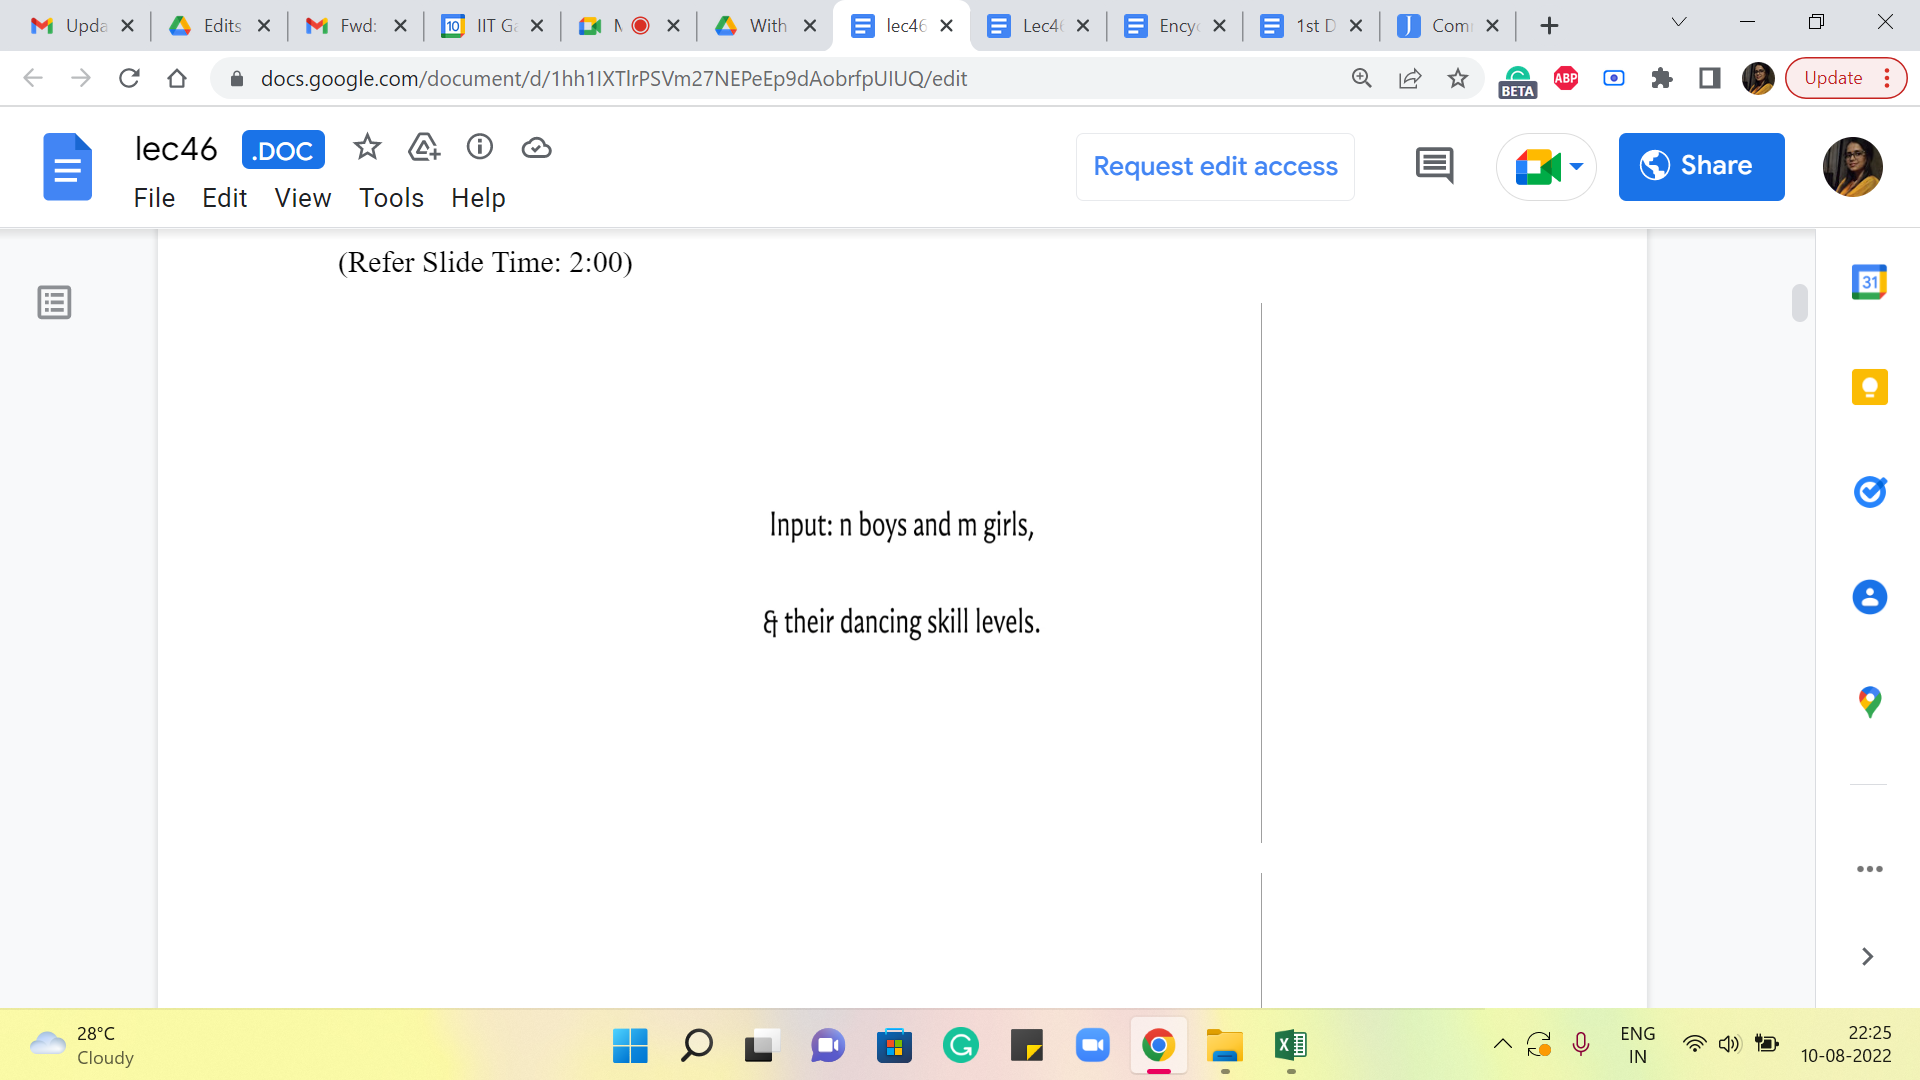 Upda
Edits
Fwd:
IIT Ga
With
lec46
Lec4
Ency
1st D
Com
docs.google.com/document/d/1hh1IXTlrPSVm27NEPeEp9dAobrfpUIUQ/edit
BETA
ABP
Update
lec46
.DOC
Request edit access
Share
File Edit View Tools Help
(Refer Slide Time: 2:00)
Input: n boys and m girls,
& their dancing skill levels.
31
28°C
Cloudy
ENG
IN
22:25
10-08-2022